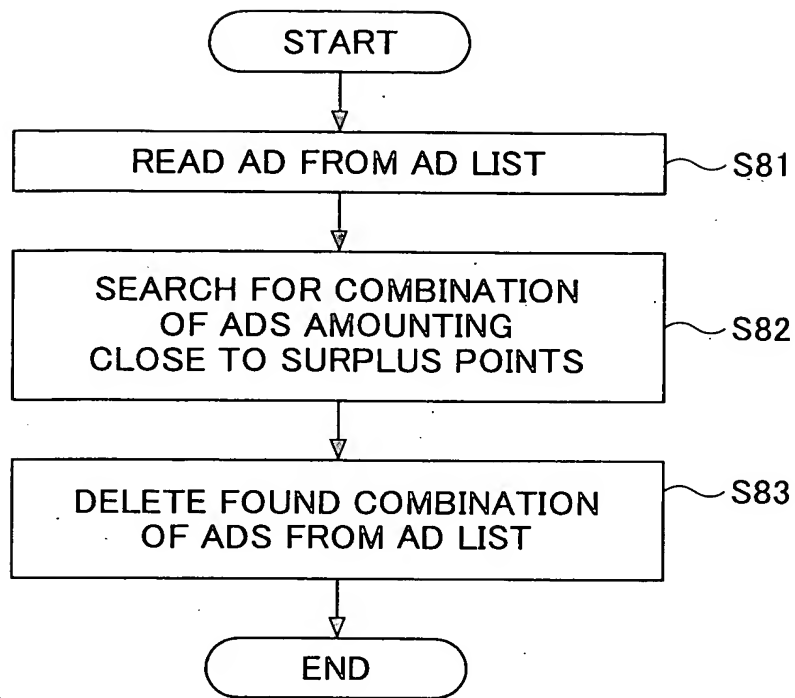 START
READ AD FROM AD LIST
S81
SEARCH FOR COMBINATION
OF ADS AMOUNTING
CLOSE TO SURPLUS POINTS
S82
DELETE FOUND COMBINATION
OF ADS FROM AD LIST
S83
END